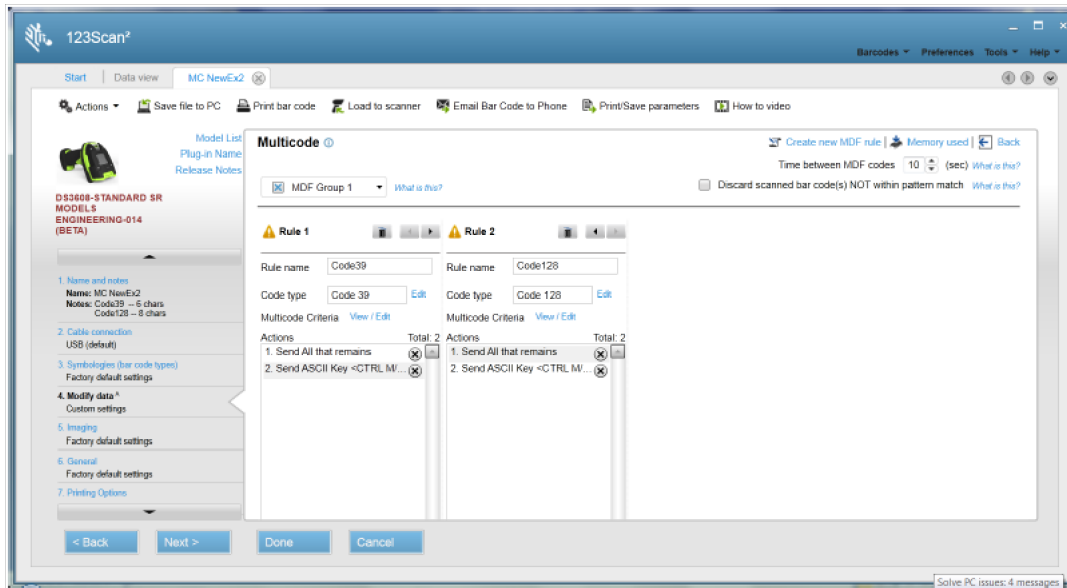 123Scan²
Barcodes Preferences Tools Help
Start Data view MC NewEx2
Actions Save file to PC Print bar code Load to scanner Email Bar Code to Phone Print/Save parameters How to video
Model List
Plug-in Name
Release Notes
DS3608-STANDARD SR
MODELS
ENGINEERING-014
(BETA)
1. Name and notes
Name: MC NewEx2
Notes: Code39 -- 6 chars
Code128 -- 8 chars
2. Cable connection
USB (default)
3. Symbologies (bar code types)
Factory default settings
4. Modify data ^
Custom settings
5. Imaging
Factory default settings
6. General
Factory default settings
7. Printing Options
Multicode
Create new MDF rule | Memory used | Back
Time between MDF codes 10 (sec) What is this?
MDF Group 1 What is this?
Discard scanned bar code(s) NOT within pattern match What is this?
Rule 1
Rule name Code39
Code type Code 39 Edit
Multicode Criteria View / Edit
Actions Total: 2
1. Send All that remains
2. Send ASCII Key <CTRL M/...
Rule 2
Rule name Code128
Code type Code 128 Edit
Multicode Criteria View / Edit
Actions Total: 2
1. Send All that remains
2. Send ASCII Key <CTRL M/...
< Back Next > Done Cancel
Solve PC issues: 4 messages